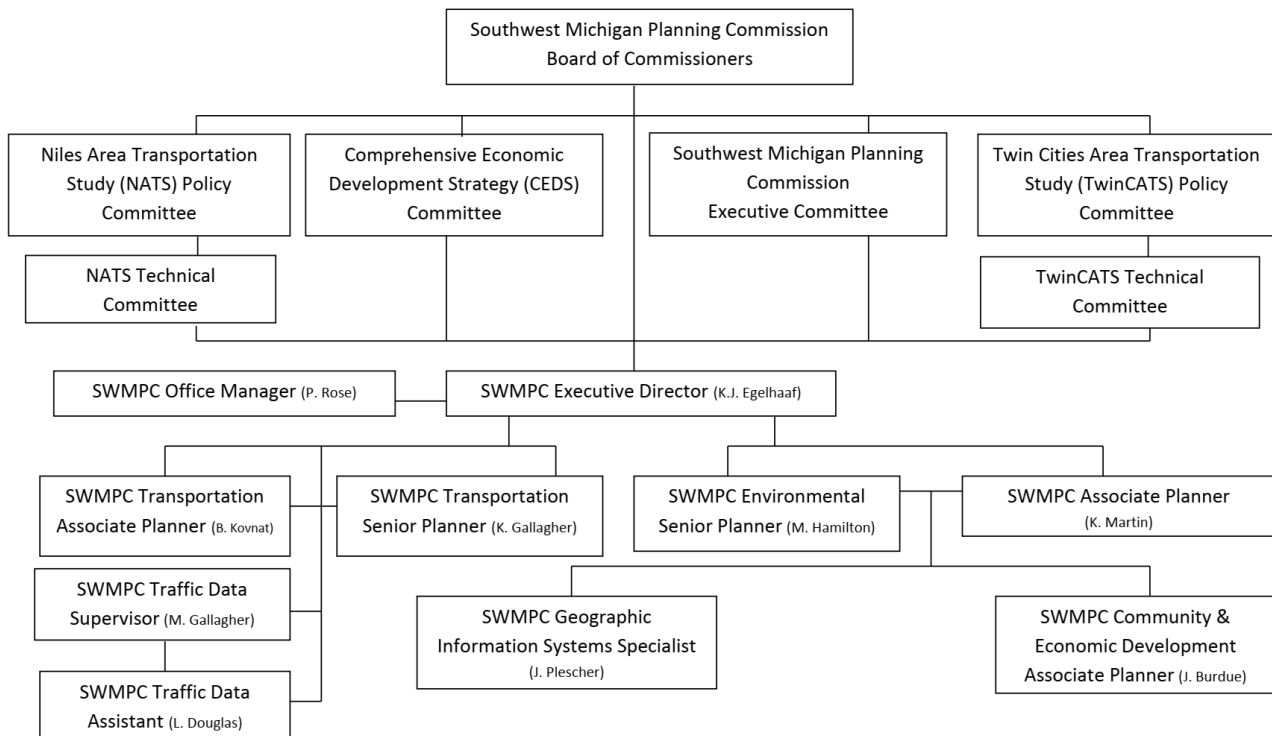 Southwest Michigan Planning Commission
Board of Commissioners
Niles Area Transportation
Study (NATS) Policy
Committee
Comprehensive Economic
Development Strategy (CEDS)
Committee
Southwest Michigan Planning
Commission
Executive Committee
Twin Cities Area Transportation
Study (TwinCATS) Policy
Committee
NATS Technical
Committee
TwinCATS Technical
Committee
SWMPC Office Manager (P. Rose)
SWMPC Executive Director (K.J. Egelhaaf)
SWMPC Transportation
Associate Planner (B. Kovnat)
SWMPC Transportation
Senior Planner (K. Gallagher)
SWMPC Environmental
Senior Planner (M. Hamilton)
SWMPC Associate Planner
(K. Martin)
SWMPC Traffic Data
Supervisor (M. Gallagher)
SWMPC Geographic
Information Systems Specialist
(J. Plescher)
SWMPC Community &
Economic Development
Associate Planner (J. Burdue)
SWMPC Traffic Data
Assistant (L. Douglas)